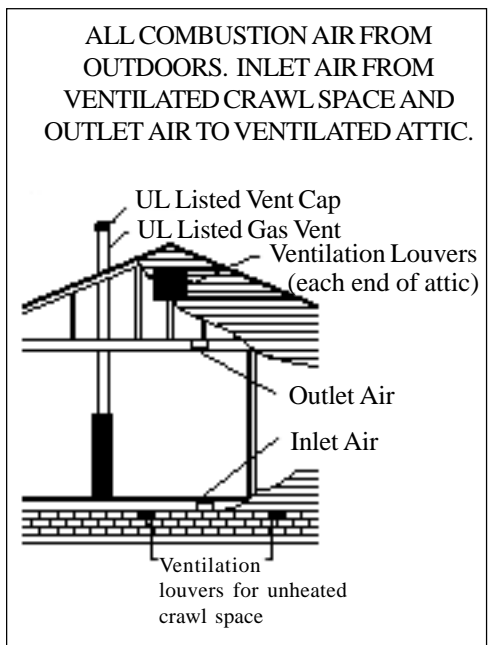 ALL COMBUSTION AIR FROM
OUTDOORS. INLET AIR FROM
VENTILATED CRAWL SPACE AND
OUTLET AIR TO VENTILATED ATTIC.
UL Listed Vent Cap
UL Listed Gas Vent
Ventilation Louvers
(each end of attic)
Outlet Air
Inlet Air
Ventilation
louvers for unheated
crawl space